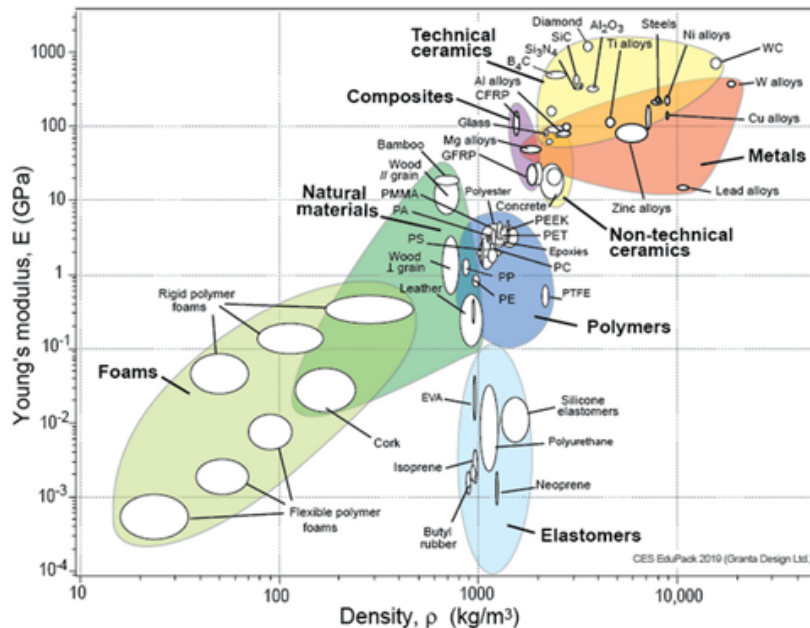 1000
100
10
1
10-1
10-2
10-3
10-4
Young's modulus, E (GPa)
10
100
1000
10,000
Density, ρ (kg/m3)
Technical
ceramics
Diamond
Al2O3
SiC
Si3N4
B4C
Ti alloys
Steels
Ni alloys
WC
W alloys
Cu alloys
Metals
Lead alloys
Zinc alloys
Composites
Al alloys
CFRP
Glass
Mg alloys
GFRP
Concrete
Non-technical
ceramics
Bamboo
Wood
// grain
Natural
materials
PMMA
PA
PS
Wood
⊥ grain
Leather
Polyester
PEEK
PET
Epoxies
PC
PP
PE
PTFE
Polymers
Rigid polymer
foams
Foams
Cork
Flexible polymer
foams
EVA
Silicone
elastomers
Polyurethane
Isoprene
Neoprene
Butyl
rubber
Elastomers
CES EduPack 2019 (Granta Design Ltd.)